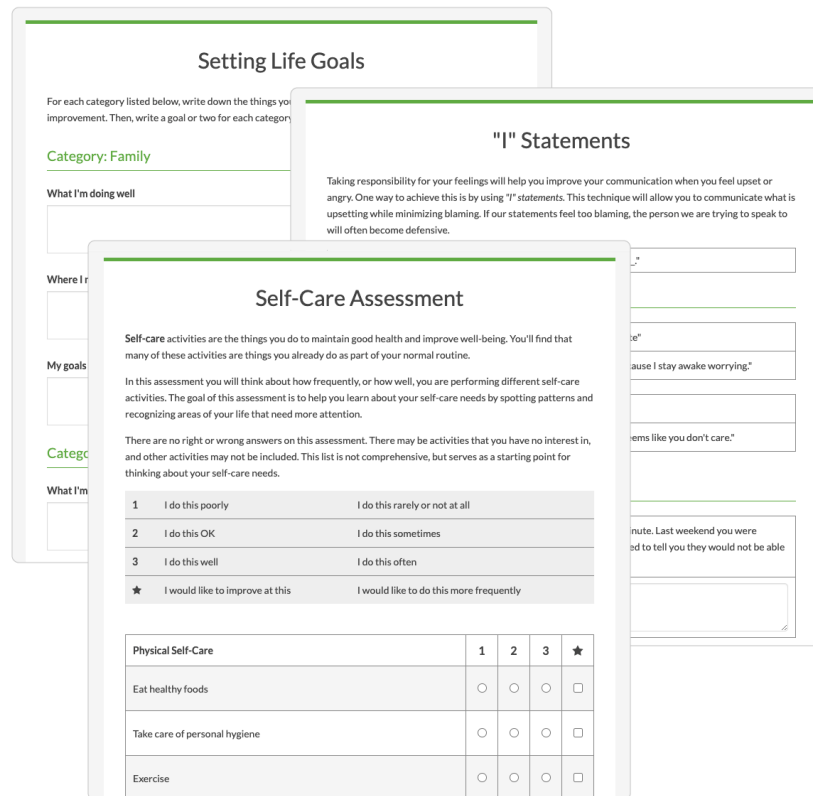 Setting Life Goals
For each category listed below, write down the things yo
improvement. Then, write a goal or two for each category
Category: Family
What I'm doing well
Where I
My goals
Catego
What I'm
"I" Statements
Taking responsibility for your feelings will help you improve your communication when you feel upset or
angry. One way to achieve this is by using "I" statements. This technique will allow you to communicate what is
upsetting while minimizing blaming. If our statements feel too blaming, the person we are trying to speak to
will often become defensive.
_."
te"
ause I stay awake worrying."
ems like you don't care."
inute. Last weekend you were
ed to tell you they would not be able
Self-Care Assessment
Self-care activities are the things you do to maintain good health and improve well-being. You'll find that
many of these activities are things you already do as part of your normal routine.
In this assessment you will think about how frequently, or how well, you are performing different self-care
activities. The goal of this assessment is to help you learn about your self-care needs by spotting patterns and
recognizing areas of your life that need more attention.
There are no right or wrong answers on this assessment. There may be activities that you have no interest in,
and other activities may not be included. This list is not comprehensive, but serves as a starting point for
thinking about your self-care needs.
1 I do this poorly I do this rarely or not at all
2 I do this OK I do this sometimes
3 I do this well I do this often
★ I would like to improve at this I would like to do this more frequently
Physical Self-Care 1 2 3 ★
Eat healthy foods
Take care of personal hygiene
Exercise